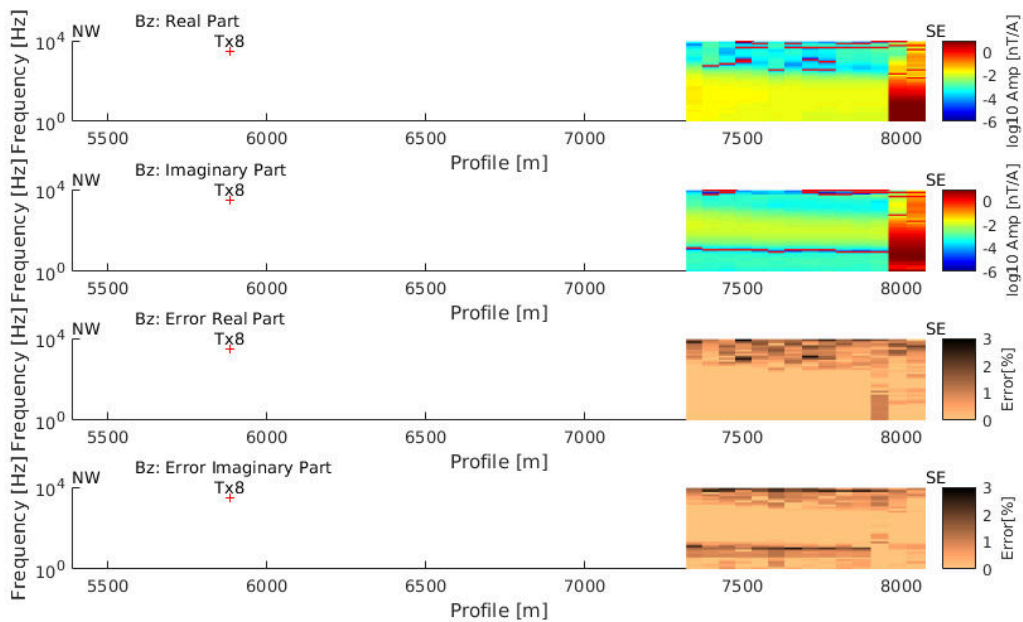 Bz: Real Part
NW
Tx8
SE
10^4
10^0
Frequency [Hz]
5500 6000 6500 7000 7500 8000
Profile [m]
0
-2
-4
-6
log10 Amp [nT/A]
Bz: Imaginary Part
NW
Tx8
SE
10^4
10^0
Frequency [Hz]
5500 6000 6500 7000 7500 8000
Profile [m]
0
-2
-4
-6
log10 Amp [nT/A]
Bz: Error Real Part
NW
Tx8
SE
10^4
10^0
Frequency [Hz]
5500 6000 6500 7000 7500 8000
Profile [m]
3
2
1
0
Error[%]
Bz: Error Imaginary Part
NW
Tx8
SE
10^4
10^0
Frequency [Hz]
5500 6000 6500 7000 7500 8000
Profile [m]
3
2
1
0
Error[%]